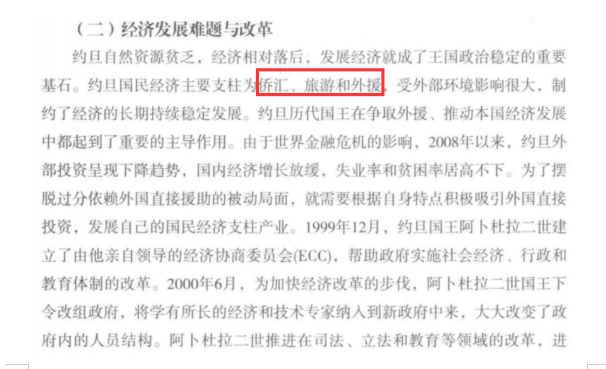 （二）经济发展难题与改革
约旦自然资源贫乏，经济相对落后，发展经济就成了王国政治稳定的重要
基石。约旦国民经济主要支柱为侨汇、旅游和外援，受外部环境影响很大，制
约了经济的长期持续稳定发展。约旦历代国王在争取外援、推动本国经济发展
中都起到了重要的主导作用。由于世界金融危机的影响，2008年以来，约旦外
部投资呈现下降趋势，国内经济增长放缓，失业率和贫困率居高不下。为了摆
脱过分依赖外国直接援助的被动局面，就需要根据自身特点积极吸引外国直接
投资，发展自己的国民经济支柱产业。1999年12月，约旦国王阿卜杜拉二世建
立了由他亲自领导的经济协商委员会(ECC)，帮助政府实施社会经济、行政和
教育体制的改革。2000年6月，为加快经济改革的步伐，阿卜杜拉二世国王下
令改组政府，将学有所长的经济和技术专家纳入到新政府中来，大大改变了政
府内的人员结构。阿卜杜拉二世推进在司法、立法和教育等领域的改革，进